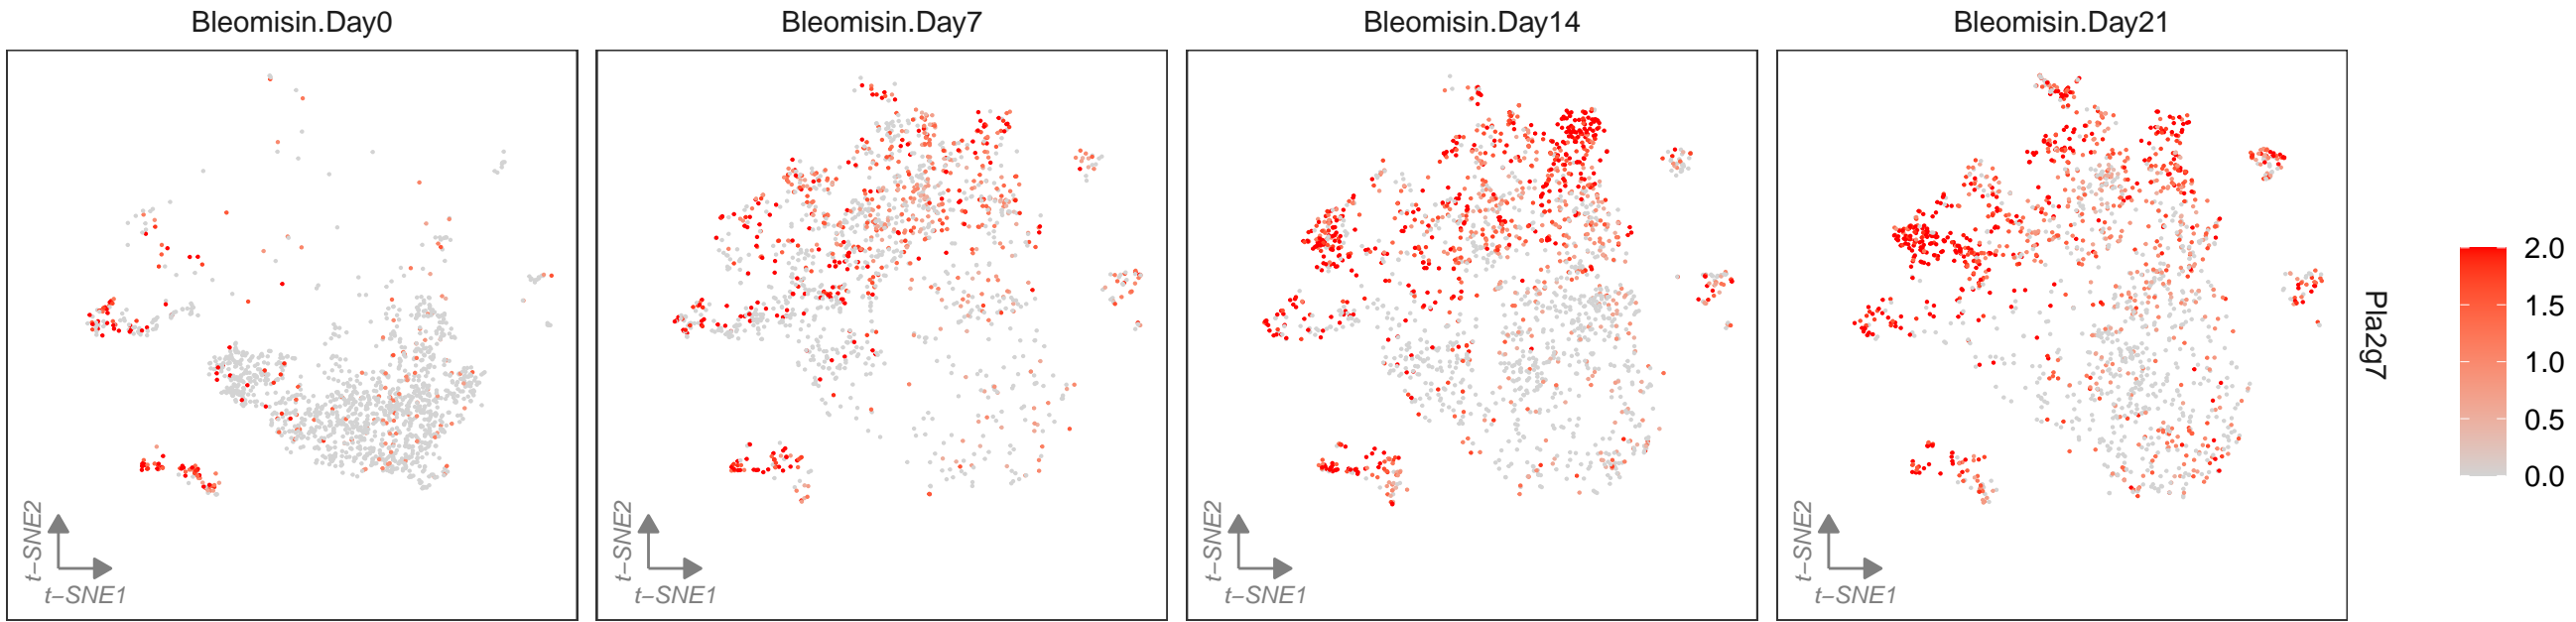 Bleomisin.Day0
Bleomisin.Day7
Bleomisin.Day14
Bleomisin.Day21
t−SNE2
t−SNE1
t−SNE2
t−SNE1
t−SNE2
t−SNE1
t−SNE2
t−SNE1
Pla2g7
2.0
1.5
1.0
0.5
0.0